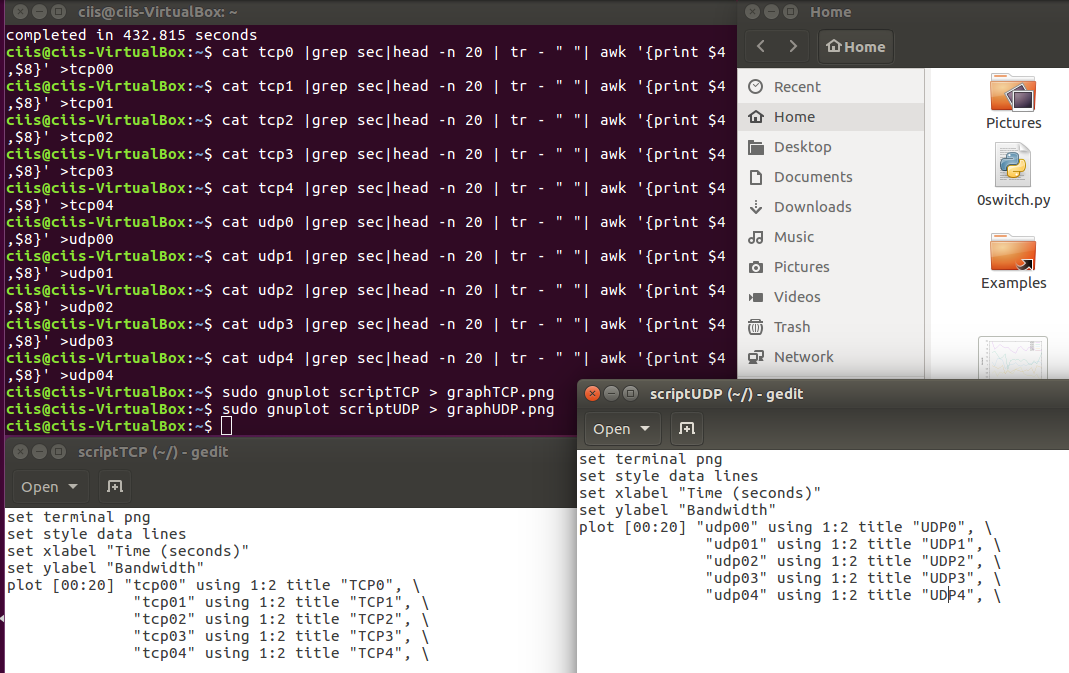 ciis@ciis-VirtualBox: ~
completed in 432.815 seconds
ciis@ciis-VirtualBox:~$ cat tcp0 |grep sec|head -n 20 | tr - " "| awk '{print $4
,$8}' >tcp00
ciis@ciis-VirtualBox:~$ cat tcp1 |grep sec|head -n 20 | tr - " "| awk '{print $4
,$8}' >tcp01
ciis@ciis-VirtualBox:~$ cat tcp2 |grep sec|head -n 20 | tr - " "| awk '{print $4
,$8}' >tcp02
ciis@ciis-VirtualBox:~$ cat tcp3 |grep sec|head -n 20 | tr - " "| awk '{print $4
,$8}' >tcp03
ciis@ciis-VirtualBox:~$ cat tcp4 |grep sec|head -n 20 | tr - " "| awk '{print $4
,$8}' >tcp04
ciis@ciis-VirtualBox:~$ cat udp0 |grep sec|head -n 20 | tr - " "| awk '{print $4
,$8}' >udp00
ciis@ciis-VirtualBox:~$ cat udp1 |grep sec|head -n 20 | tr - " "| awk '{print $4
,$8}' >udp01
ciis@ciis-VirtualBox:~$ cat udp2 |grep sec|head -n 20 | tr - " "| awk '{print $4
,$8}' >udp02
ciis@ciis-VirtualBox:~$ cat udp3 |grep sec|head -n 20 | tr - " "| awk '{print $4
,$8}' >udp03
ciis@ciis-VirtualBox:~$ cat udp4 |grep sec|head -n 20 | tr - " "| awk '{print $4
,$8}' >udp04
ciis@ciis-VirtualBox:~$ sudo gnuplot scriptTCP > graphTCP.png
ciis@ciis-VirtualBox:~$ sudo gnuplot scriptUDP > graphUDP.png
ciis@ciis-VirtualBox:~$
Home
Home
Recent
Home
Desktop
Documents
Downloads
Music
Pictures
Videos
Trash
Network
Pictures
0switch.py
Examples
scriptTCP (~/) - gedit
Open
set terminal png
set style data lines
set xlabel "Time (seconds)"
set ylabel "Bandwidth"
plot [00:20] "tcp00" using 1:2 title "TCP0", \
"tcp01" using 1:2 title "TCP1", \
"tcp02" using 1:2 title "TCP2", \
"tcp03" using 1:2 title "TCP3", \
"tcp04" using 1:2 title "TCP4", \
scriptUDP (~/) - gedit
Open
set terminal png
set style data lines
set xlabel "Time (seconds)"
set ylabel "Bandwidth"
plot [00:20] "udp00" using 1:2 title "UDP0", \
"udp01" using 1:2 title "UDP1", \
"udp02" using 1:2 title "UDP2", \
"udp03" using 1:2 title "UDP3", \
"udp04" using 1:2 title "UDP4", \